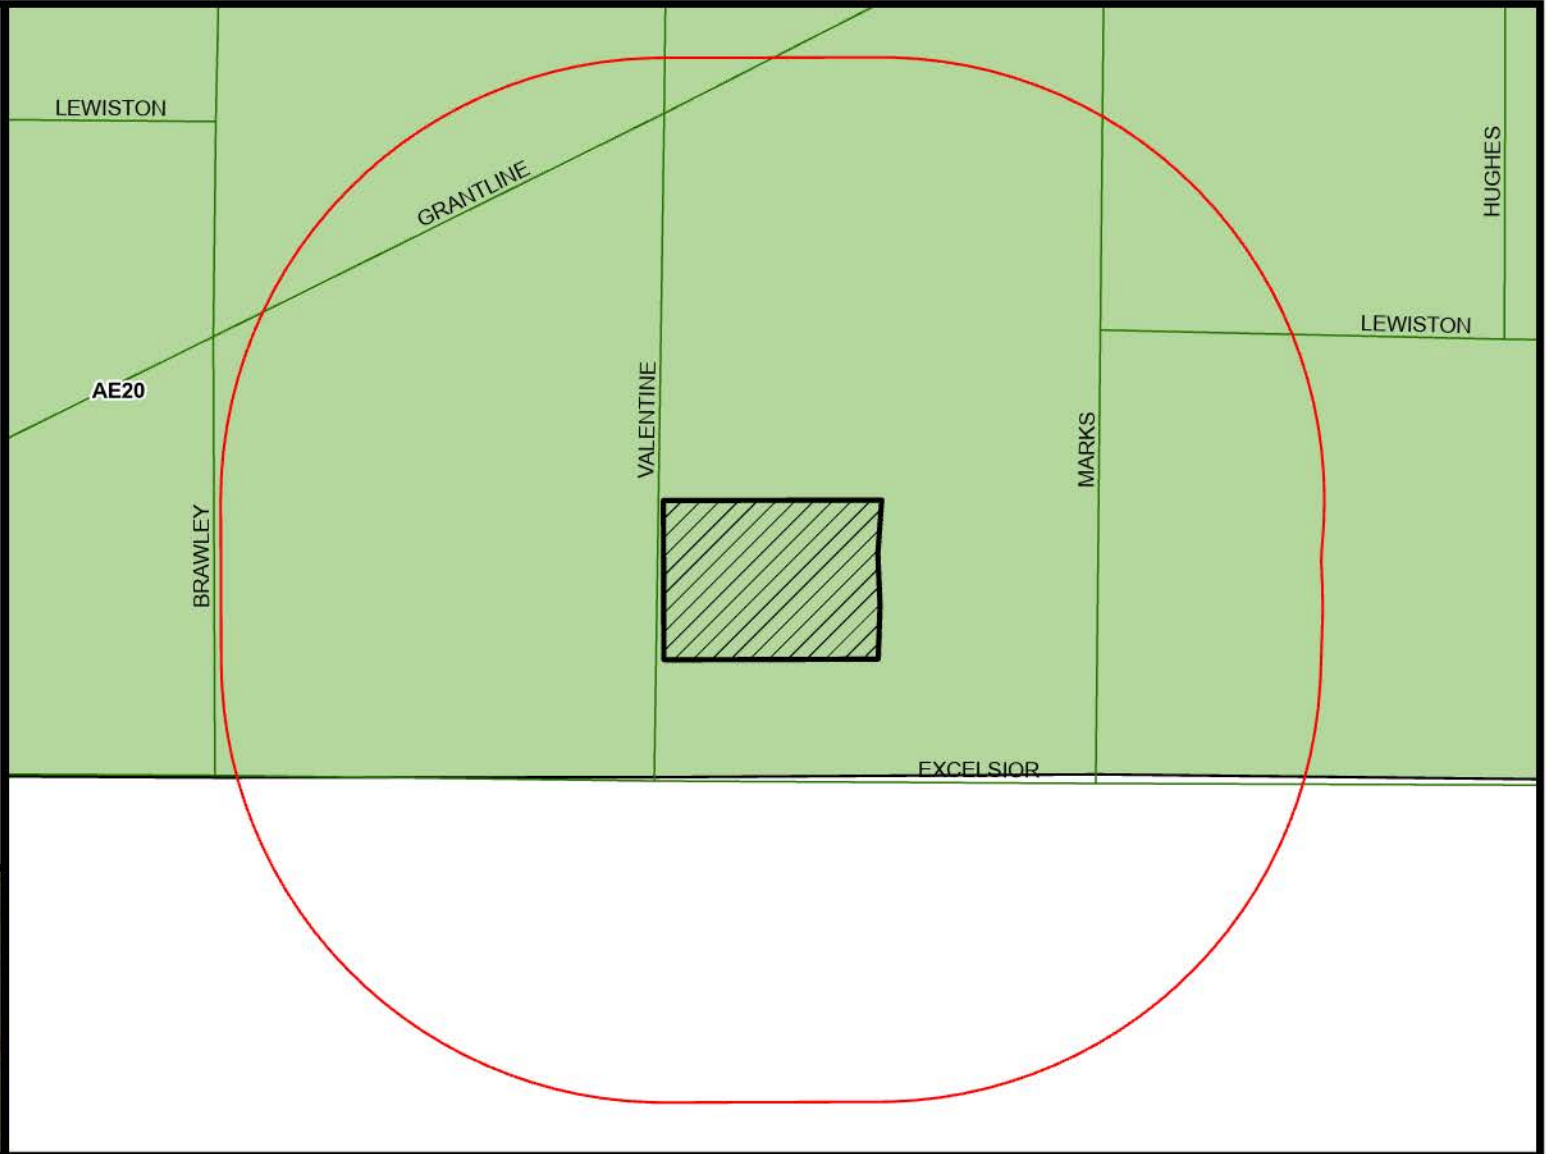 LEWISTON
GRANTLINE
HUGHES
LEWISTON
AE20
VALENTINE
MARKS
BRAWLEY
EXCELSIOR